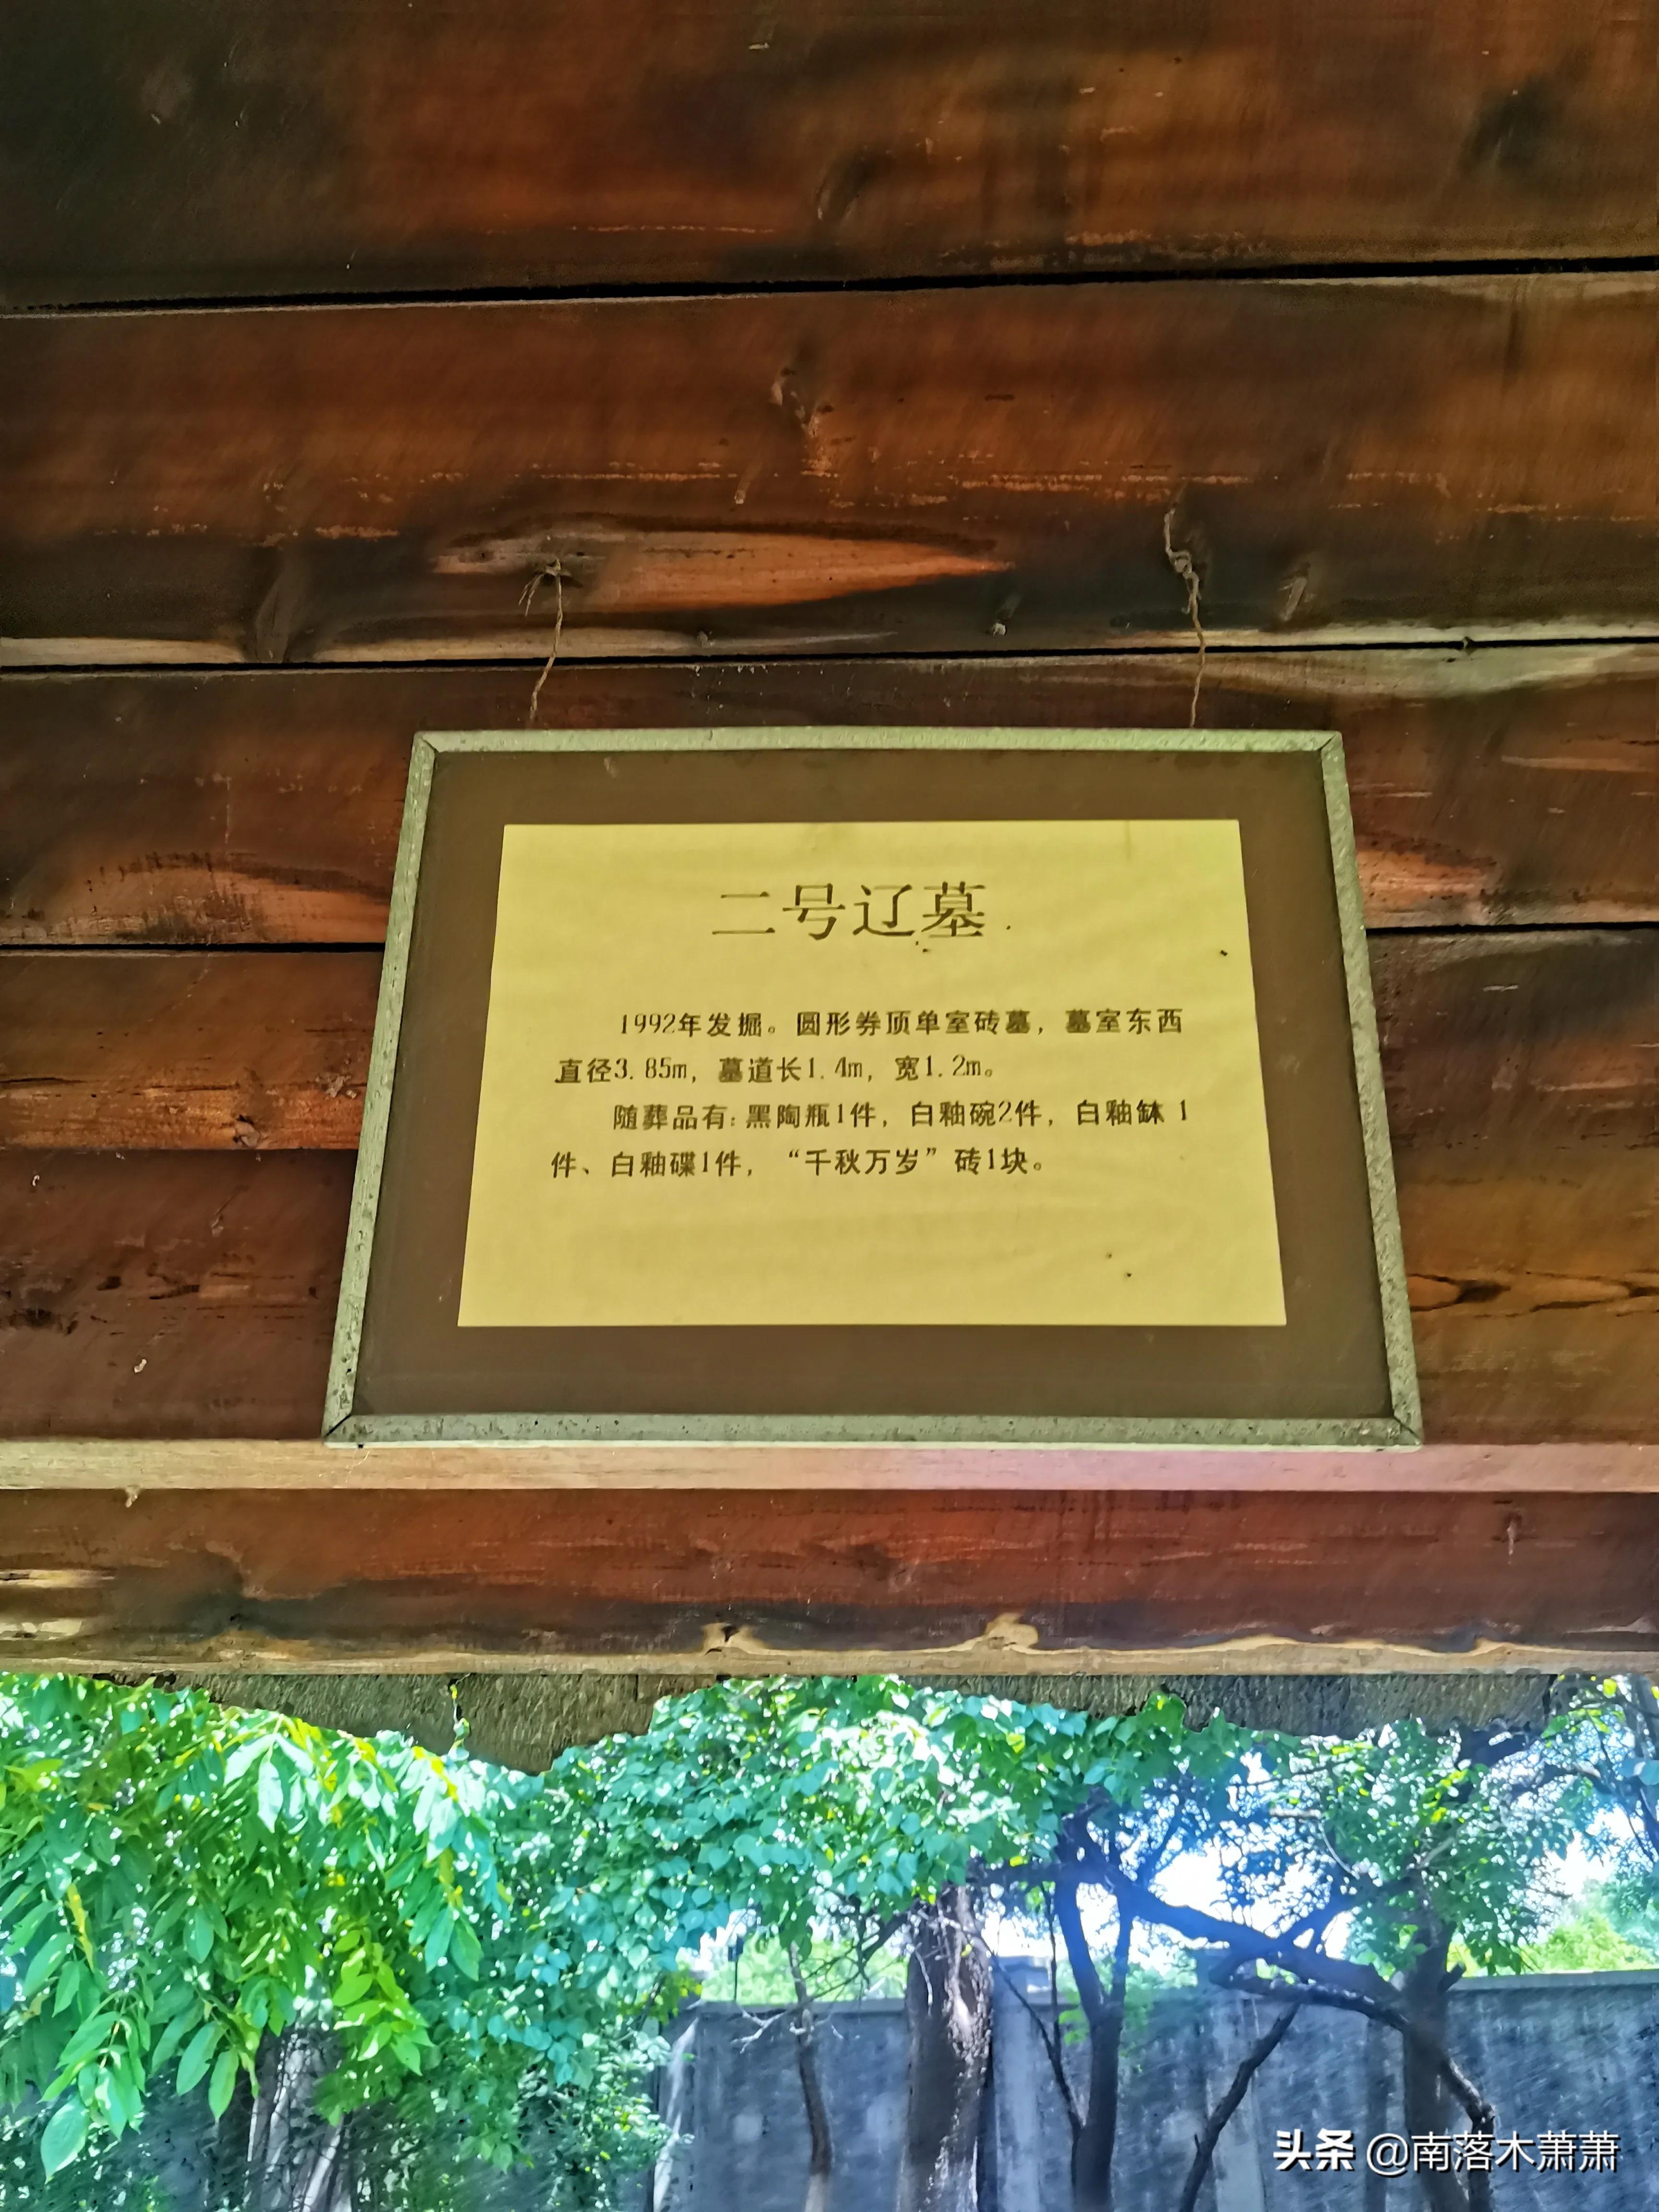 二号辽墓
1992年发掘。圆形券顶单室砖墓，墓室东西
直径3.85m，墓道长1.4m，宽1.2m。
随葬品有：黑陶瓶1件，白釉碗2件，白釉钵1
件、白釉碟1件，“千秋万岁”砖1块。
头条 @南落木萧萧